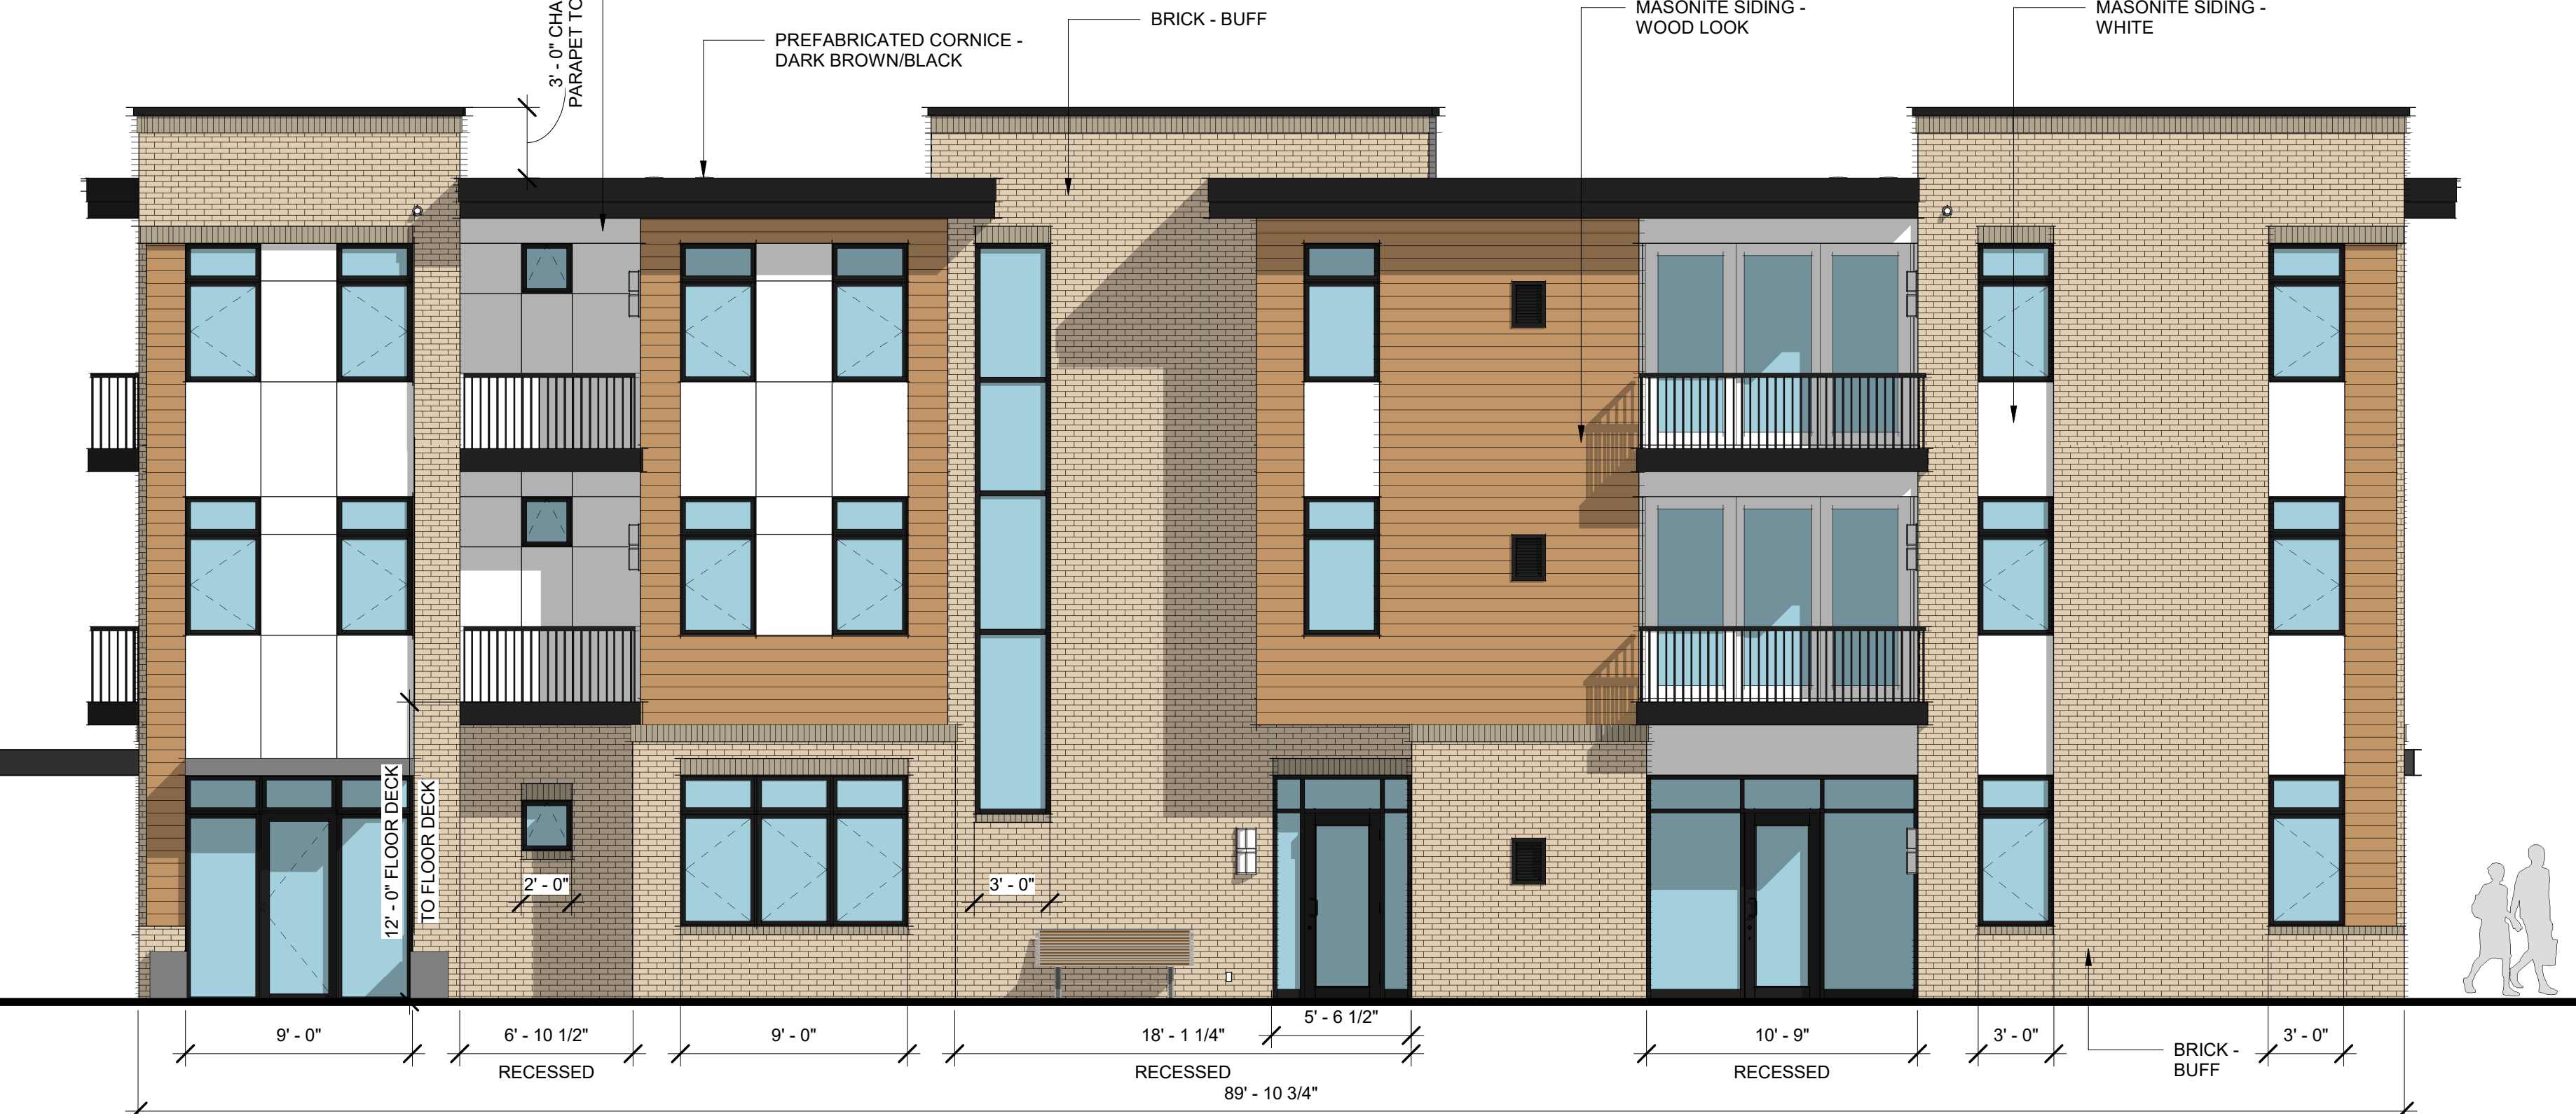 3' - 0" CHA
PARAPET TO
PREFABRICATED CORNICE -
DARK BROWN/BLACK
BRICK - BUFF
MASONITE SIDING -
WOOD LOOK
MASONITE SIDING -
WHITE
12' - 0" FLOOR DECK
TO FLOOR DECK
2' - 0"
3' - 0"
9' - 0"
6' - 10 1/2"
RECESSED
9' - 0"
18' - 1 1/4"
RECESSED
5' - 6 1/2"
10' - 9"
RECESSED
3' - 0"
3' - 0"
BRICK -
BUFF
89' - 10 3/4"